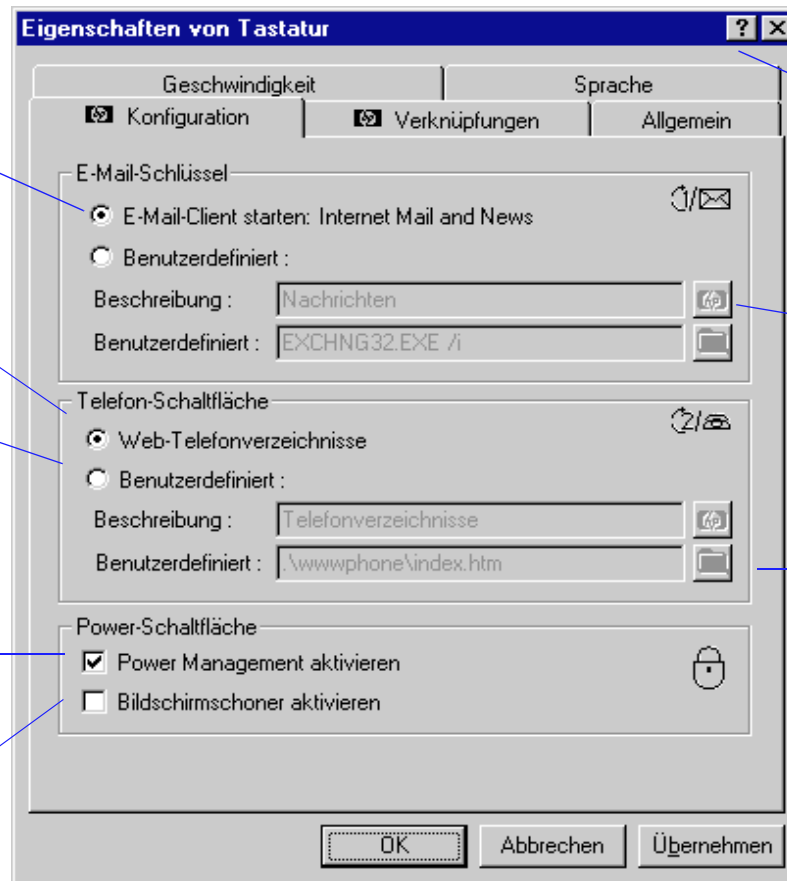 Eigenschaften von Tastatur
Geschwindigkeit
Sprache
Konfiguration
Verknüpfungen
Allgemein
E-Mail-Schlüssel
E-Mail-Client starten: Internet Mail and News
1/
Benutzerdefiniert :
Beschreibung : Nachrichten
Benutzerdefiniert : EXCHNG32.EXE /i
Telefon-Schaltfläche
2/
Web-Telefonverzeichnisse
Benutzerdefiniert :
Beschreibung : Telefonverzeichnisse
Benutzerdefiniert : .\wwwphone\index.htm
Power-Schaltfläche
Power Management aktivieren
Bildschirmschoner aktivieren
OK
Abbrechen
Übernehmen